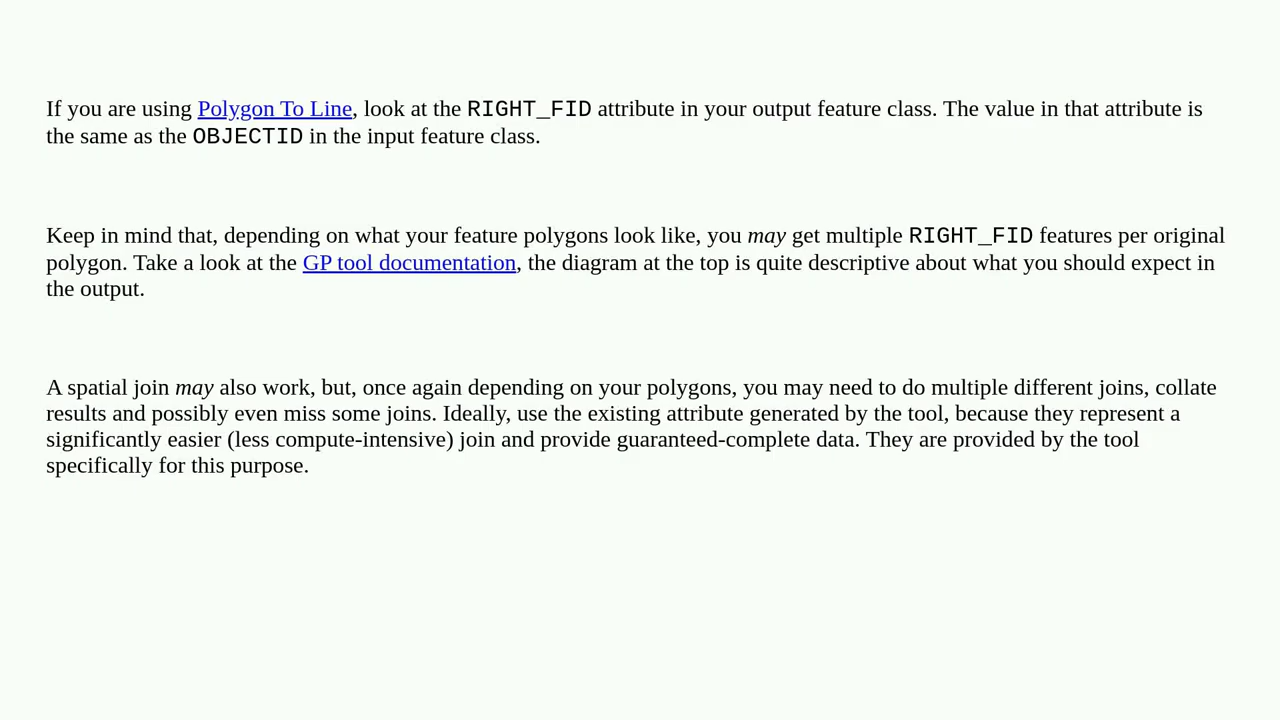 If you are using Polygon To Line, look at the RIGHT_FID attribute in your output feature class. The value in that attribute is
the same as the OBJECTID in the input feature class.
Keep in mind that, depending on what your feature polygons look like, you may get multiple RIGHT_FID features per original
polygon. Take a look at the GP tool documentation, the diagram at the top is quite descriptive about what you should expect in
the output.
A spatial join may also work, but, once again depending on your polygons, you may need to do multiple different joins, collate
results and possibly even miss some joins. Ideally, use the existing attribute generated by the tool, because they represent a
significantly easier (less compute-intensive) join and provide guaranteed-complete data. They are provided by the tool
specifically for this purpose.